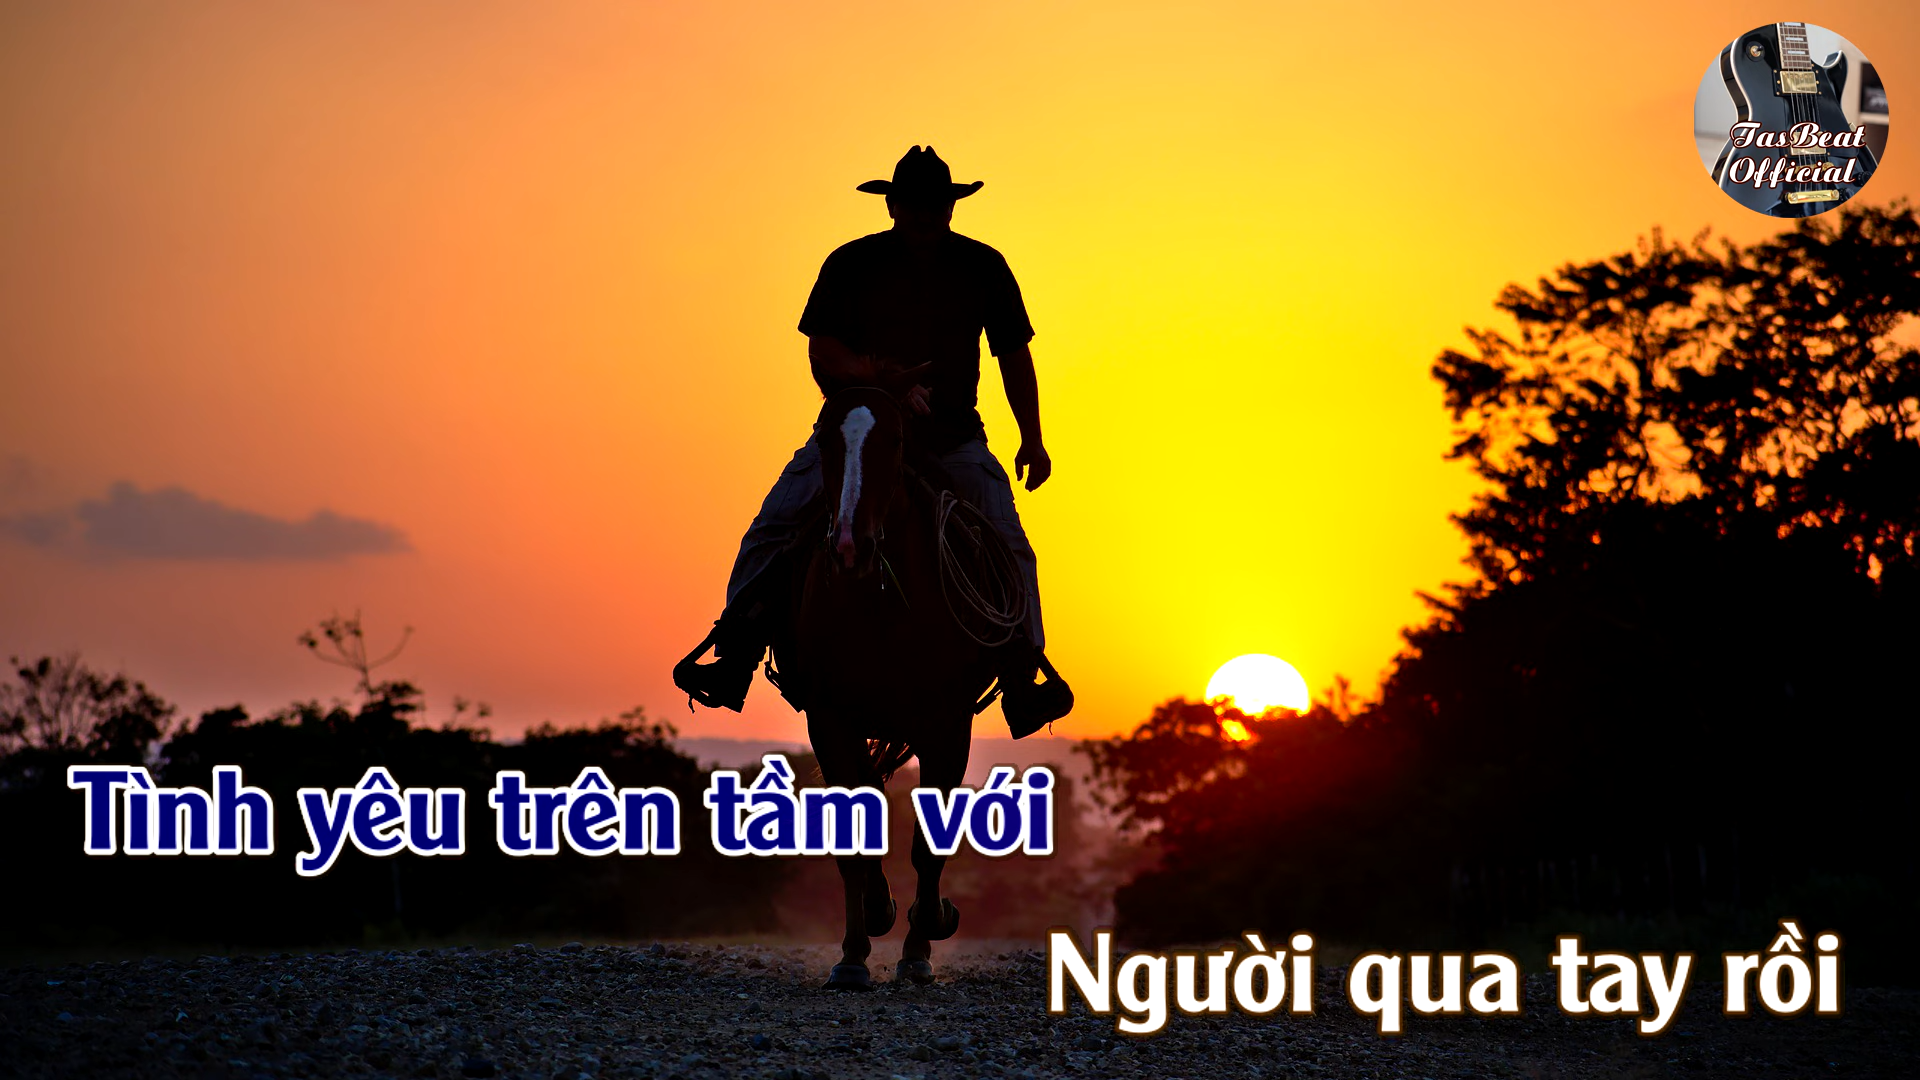 TasBeat
Official
Tình yêu trên tầm với
Người qua tay rồi